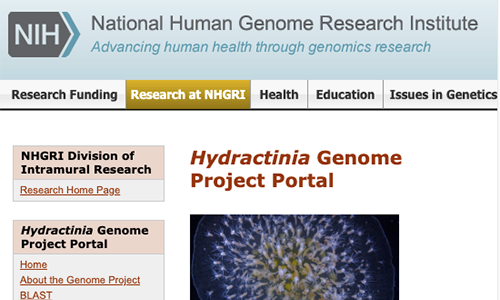 NIH
National Human Genome Research Institute
Advancing human health through genomics research
Research Funding
Research at NHGRI
Health
Education
Issues in Genetics
NHGRI Division of
Intramural Research
Research Home Page
Hydractinia Genome
Project Portal
Home
About the Genome Project
BLAST
Hydractinia Genome
Project Portal